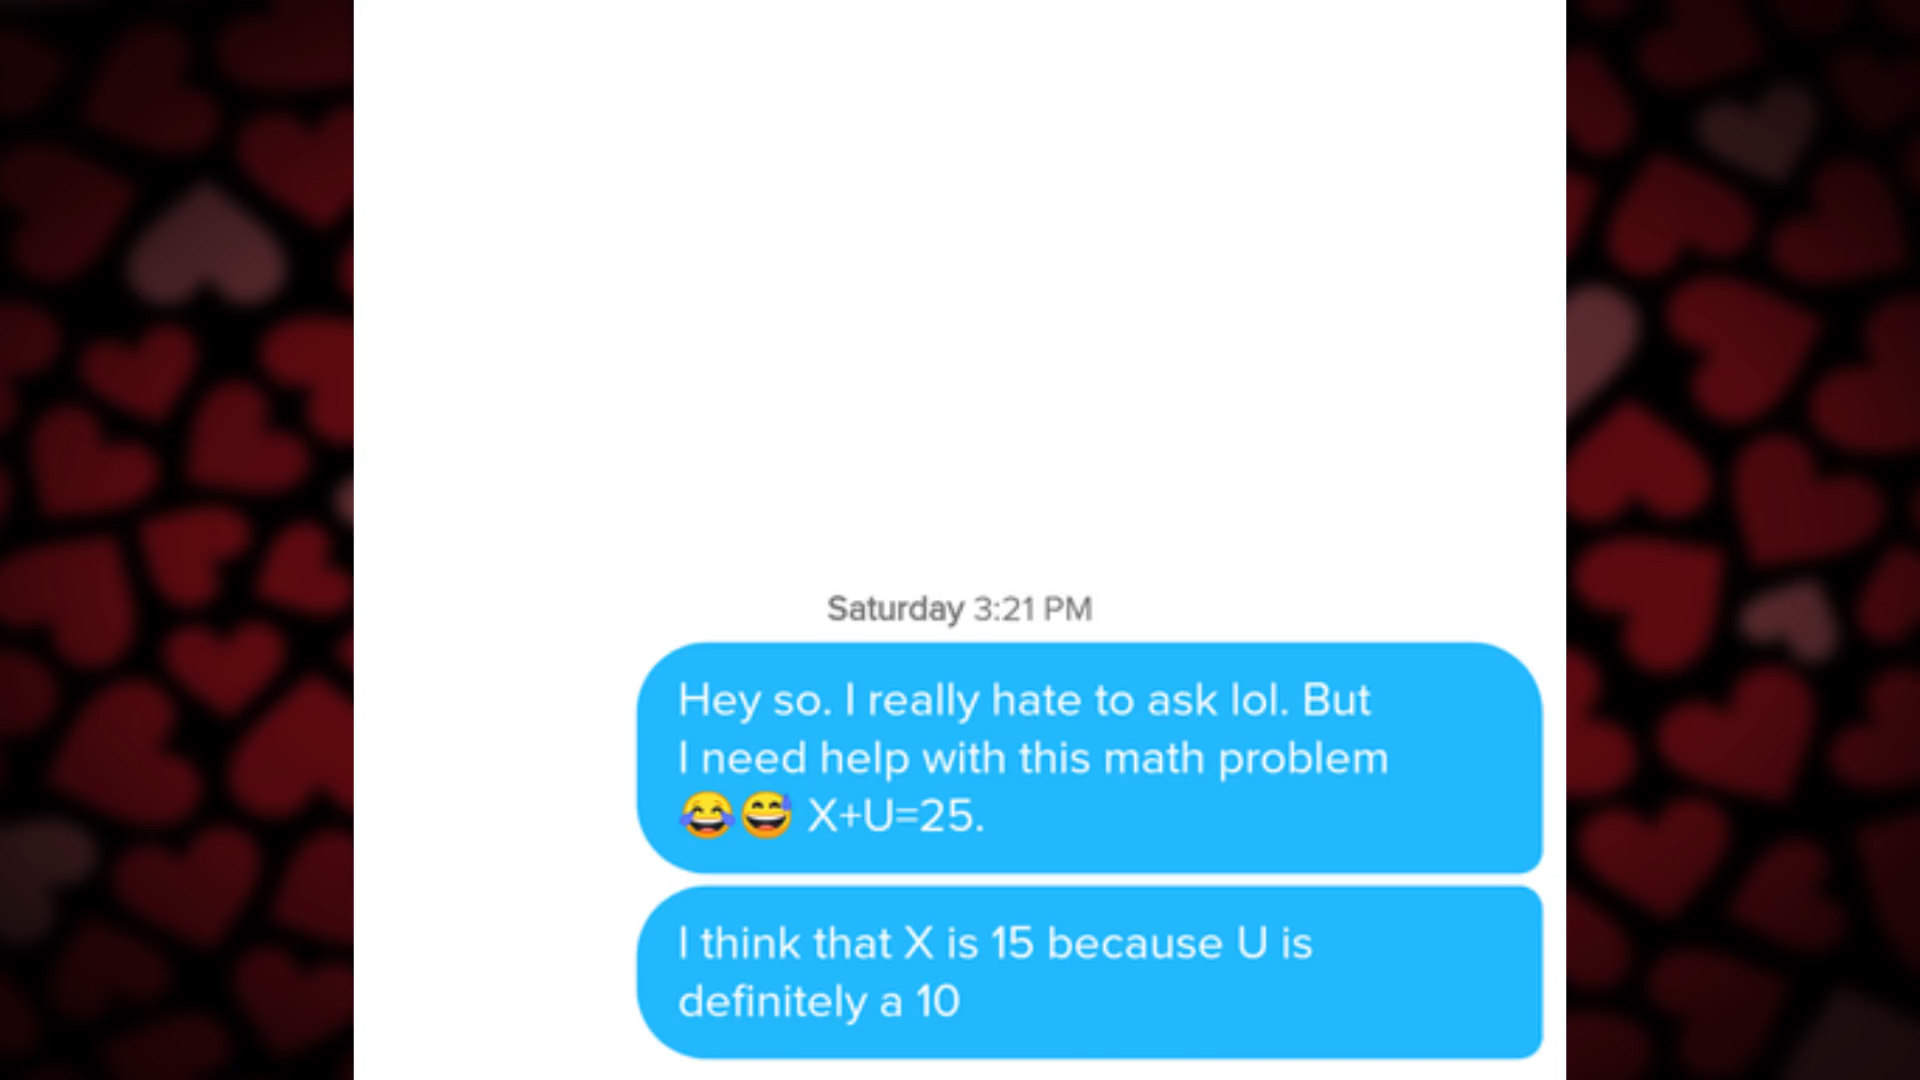 Saturday 3:21 PM
Hey so. I really hate to ask lol. But
I need help with this math problem
😂😅 X+U=25.
I think that X is 15 because U is
definitely a 10